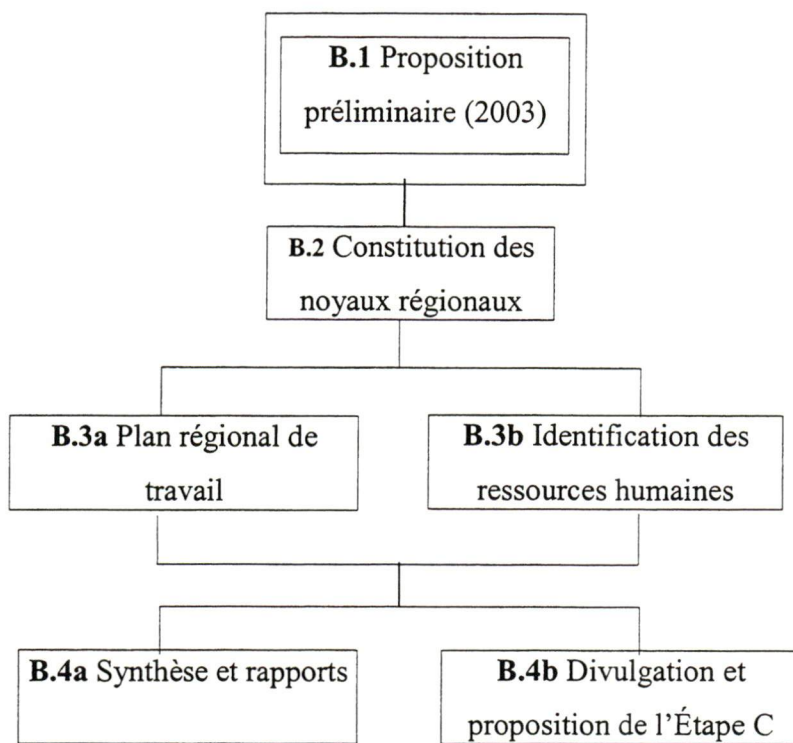 B.1 Proposition
préliminaire (2003)
B.2 Constitution des
noyaux régionaux
B.3a Plan régional de
travail
B.3b Identification des
ressources humaines
B.4a Synthèse et rapports
B.4b Divulgation et
proposition de l'Étape C